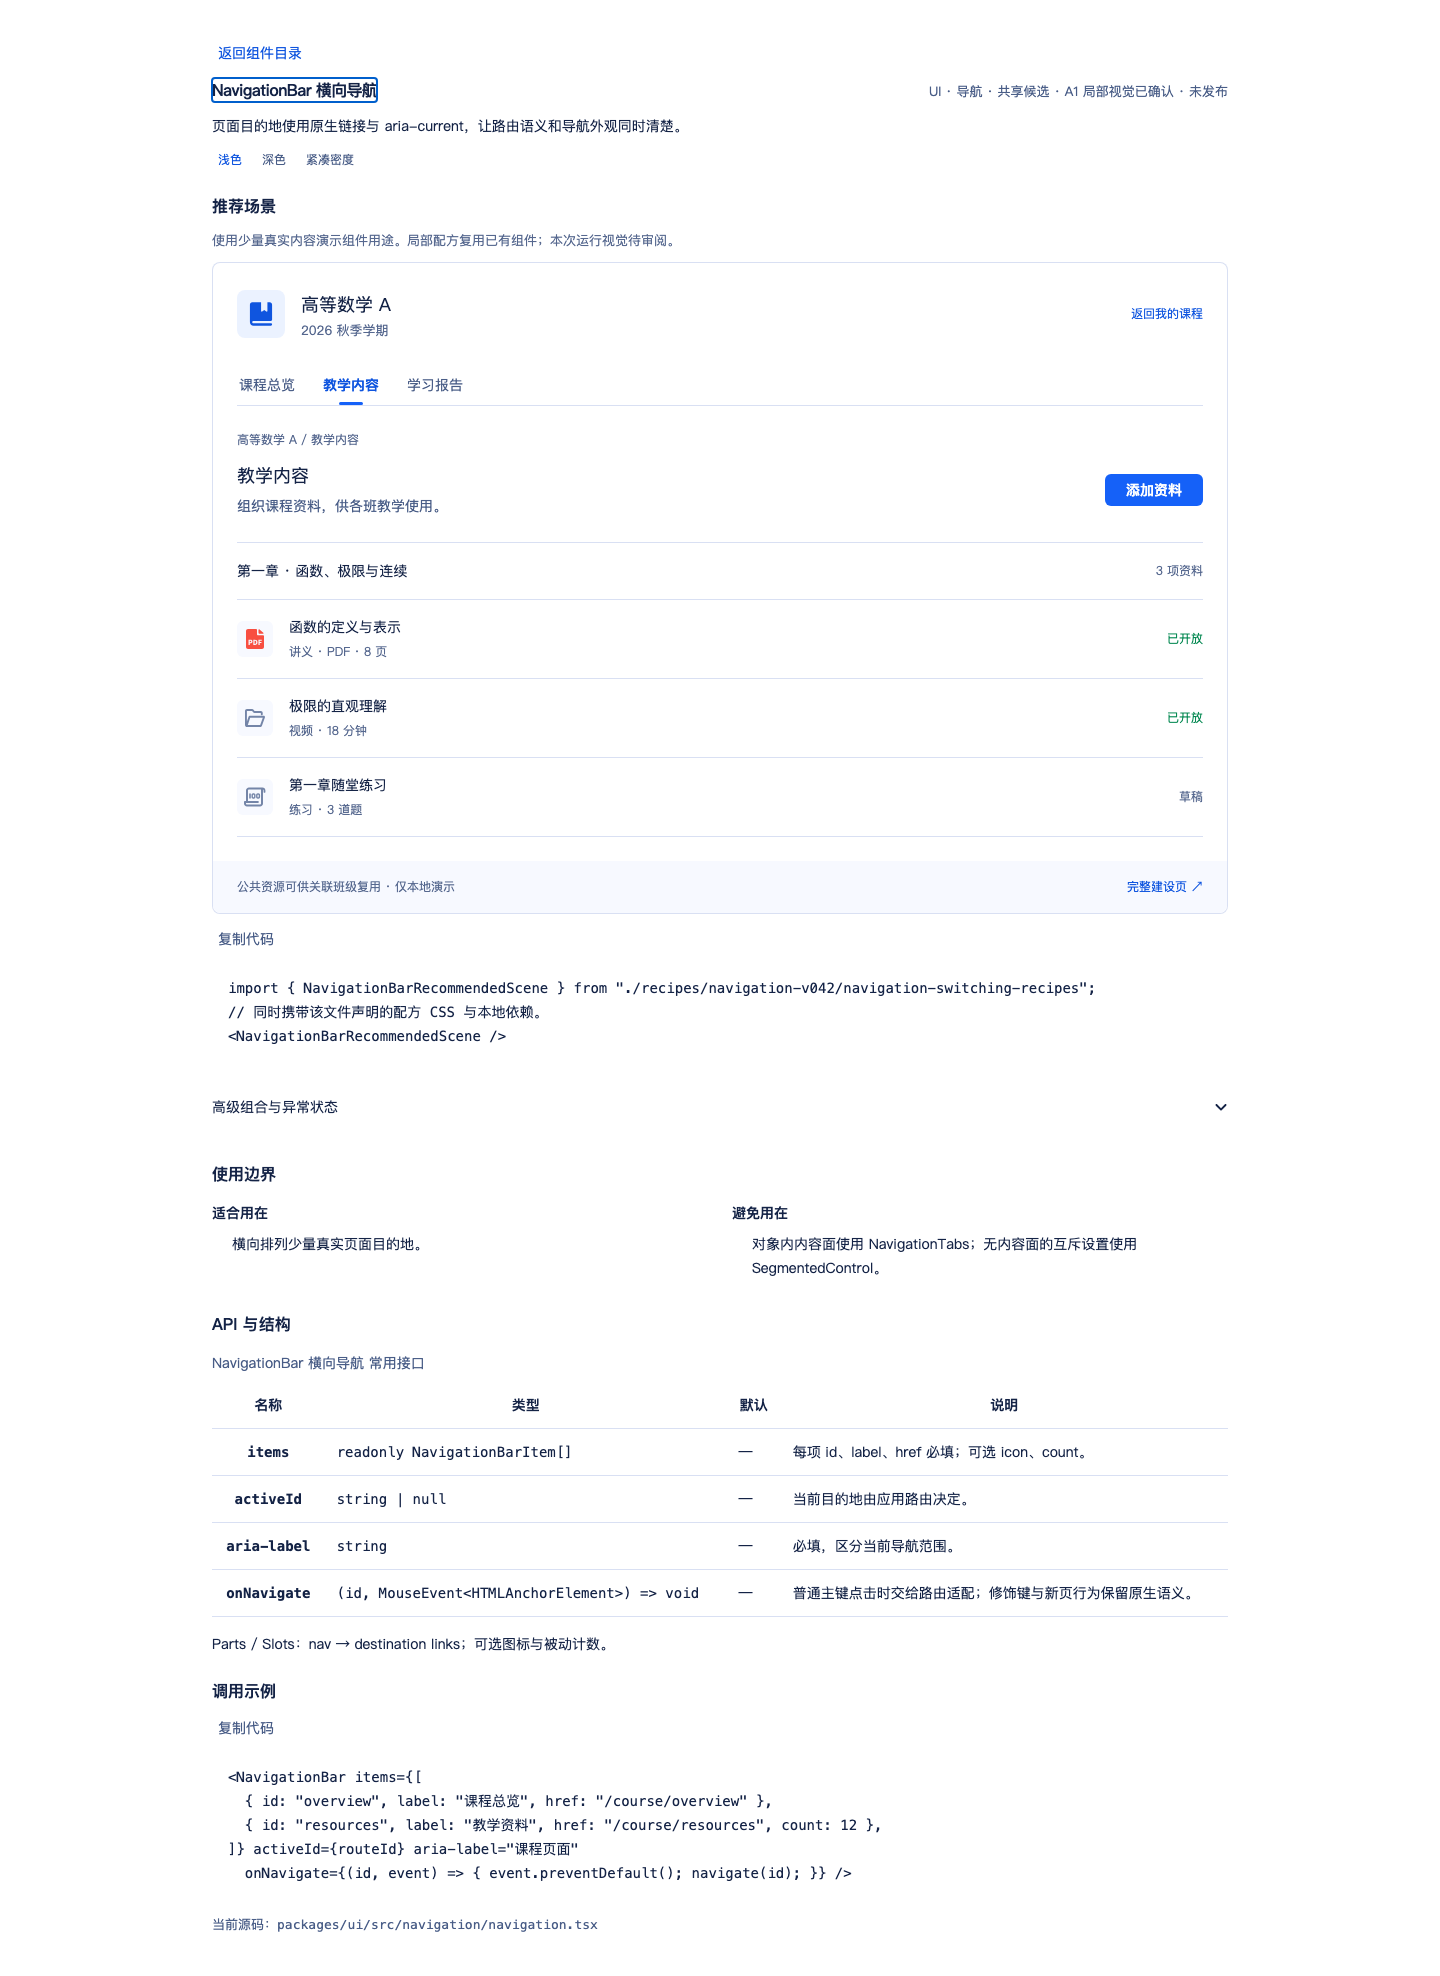 返回组件目录
NavigationBar 横向导航
UI · 导航 · 共享候选 · A1 局部视觉已确认 · 未发布
页面目的地使用原生链接与 aria-current，让路由语义和导航外观同时清楚。
浅色 深色 紧凑密度
推荐场景
使用少量真实内容演示组件用途。局部配方复用已有组件；本次运行视觉待审阅。
高等数学 A
2026 秋季学期
返回我的课程
课程总览 教学内容 学习报告
高等数学 A / 教学内容
教学内容
组织课程资料，供各班教学使用。
添加资料
第一章 · 函数、极限与连续
3 项资料
PDF
函数的定义与表示
讲义 · PDF · 8 页
已开放
极限的直观理解
视频 · 18 分钟
已开放
100
第一章随堂练习
练习 · 3 道题
草稿
公共资源可供关联班级复用 · 仅本地演示
完整建设页 ↗
复制代码
import { NavigationBarRecommendedScene } from "./recipes/navigation-v042/navigation-switching-recipes";
// 同时携带该文件声明的配方 CSS 与本地依赖。
<NavigationBarRecommendedScene />
高级组合与异常状态
使用边界
适合用在
横向排列少量真实页面目的地。
避免用在
对象内内容面使用 NavigationTabs；无内容面的互斥设置使用
SegmentedControl。
API 与结构
NavigationBar 横向导航 常用接口
名称 类型 默认 说明
items readonly NavigationBarItem[] — 每项 id、label、href 必填；可选 icon、count。
activeId string | null — 当前目的地由应用路由决定。
aria-label string — 必填，区分当前导航范围。
onNavigate (id, MouseEvent<HTMLAnchorElement>) => void — 普通主键点击时交给路由适配；修饰键与新页行为保留原生语义。
Parts / Slots：nav → destination links；可选图标与被动计数。
调用示例
复制代码
<NavigationBar items={[
{ id: "overview", label: "课程总览", href: "/course/overview" },
{ id: "resources", label: "教学资料", href: "/course/resources", count: 12 },
]} activeId={routeId} aria-label="课程页面"
onNavigate={(id, event) => { event.preventDefault(); navigate(id); }} />
当前源码：packages/ui/src/navigation/navigation.tsx